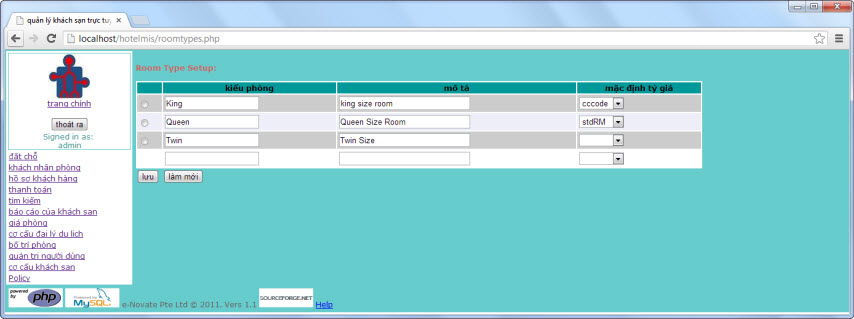 quản lý khách sạn trực tuy
localhost/hotelmis/roomtypes.php
trang chính
thoát ra
Signed in as:
admin
đặt chỗ
khách nhận phòng
hồ sơ khách hàng
thanh toán
tìm kiếm
báo cáo của khách sạn
giá phòng
cơ cấu đại lý du lịch
bố trí phòng
quản trị người dùng
cơ cấu khách sạn
Policy
Room Type Setup:
kiểu phòng mô tả mặc định tỷ giá
King king size room cccode
Queen Queen Size Room stdRM
Twin Twin Size
lưu làm mới
powered by php
Powered by MySQL
e-Novate Pte Ltd © 2011. Vers 1.1 SOURCEFORGE.NET Help